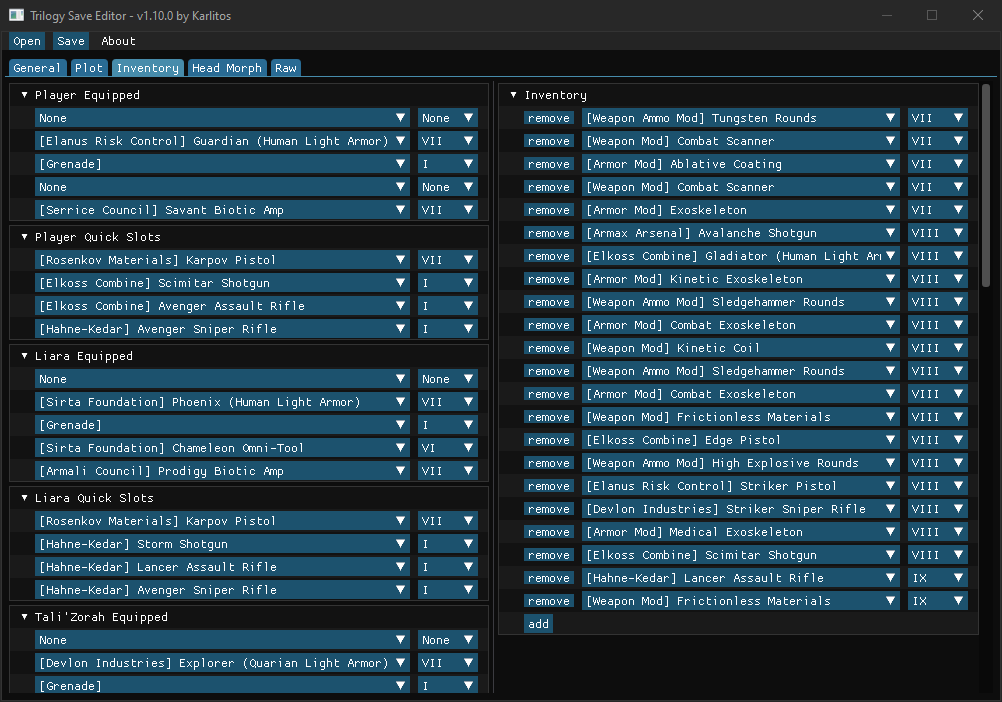 Trilogy Save Editor - v1.10.0 by Karlitos
Open Save About
General Plot Inventory Head Morph Raw
Player Equipped
None None
[Elanus Risk Control] Guardian (Human Light Armor) VII
[Grenade] I
None None
[Serrice Council] Savant Biotic Amp VII
Player Quick Slots
[Rosenkov Materials] Karpov Pistol VII
[Elkoss Combine] Scimitar Shotgun I
[Elkoss Combine] Avenger Assault Rifle I
[Hahne-Kedar] Avenger Sniper Rifle I
Liara Equipped
None None
[Sirta Foundation] Phoenix (Human Light Armor) VII
[Grenade] I
[Sirta Foundation] Chameleon Omni-Tool VI
[Armali Council] Prodigy Biotic Amp VII
Liara Quick Slots
[Rosenkov Materials] Karpov Pistol VII
[Hahne-Kedar] Storm Shotgun I
[Hahne-Kedar] Lancer Assault Rifle I
[Hahne-Kedar] Avenger Sniper Rifle I
Tali'Zorah Equipped
None None
[Devlon Industries] Explorer (Quarian Light Armor) VII
[Grenade] I
Inventory
remove [Weapon Ammo Mod] Tungsten Rounds VII
remove [Weapon Mod] Combat Scanner VII
remove [Armor Mod] Ablative Coating VII
remove [Weapon Mod] Combat Scanner VII
remove [Armor Mod] Exoskeleton VII
remove [Armax Arsenal] Avalanche Shotgun VIII
remove [Elkoss Combine] Gladiator (Human Light Ar VIII
remove [Armor Mod] Kinetic Exoskeleton VIII
remove [Weapon Ammo Mod] Sledgehammer Rounds VIII
remove [Armor Mod] Combat Exoskeleton VIII
remove [Weapon Mod] Kinetic Coil VIII
remove [Weapon Ammo Mod] Sledgehammer Rounds VIII
remove [Armor Mod] Combat Exoskeleton VIII
remove [Weapon Mod] Frictionless Materials VIII
remove [Elkoss Combine] Edge Pistol VIII
remove [Weapon Ammo Mod] High Explosive Rounds VIII
remove [Elanus Risk Control] Striker Pistol VIII
remove [Devlon Industries] Striker Sniper Rifle VIII
remove [Armor Mod] Medical Exoskeleton VIII
remove [Elkoss Combine] Scimitar Shotgun VIII
remove [Hahne-Kedar] Lancer Assault Rifle IX
remove [Weapon Mod] Frictionless Materials IX
add